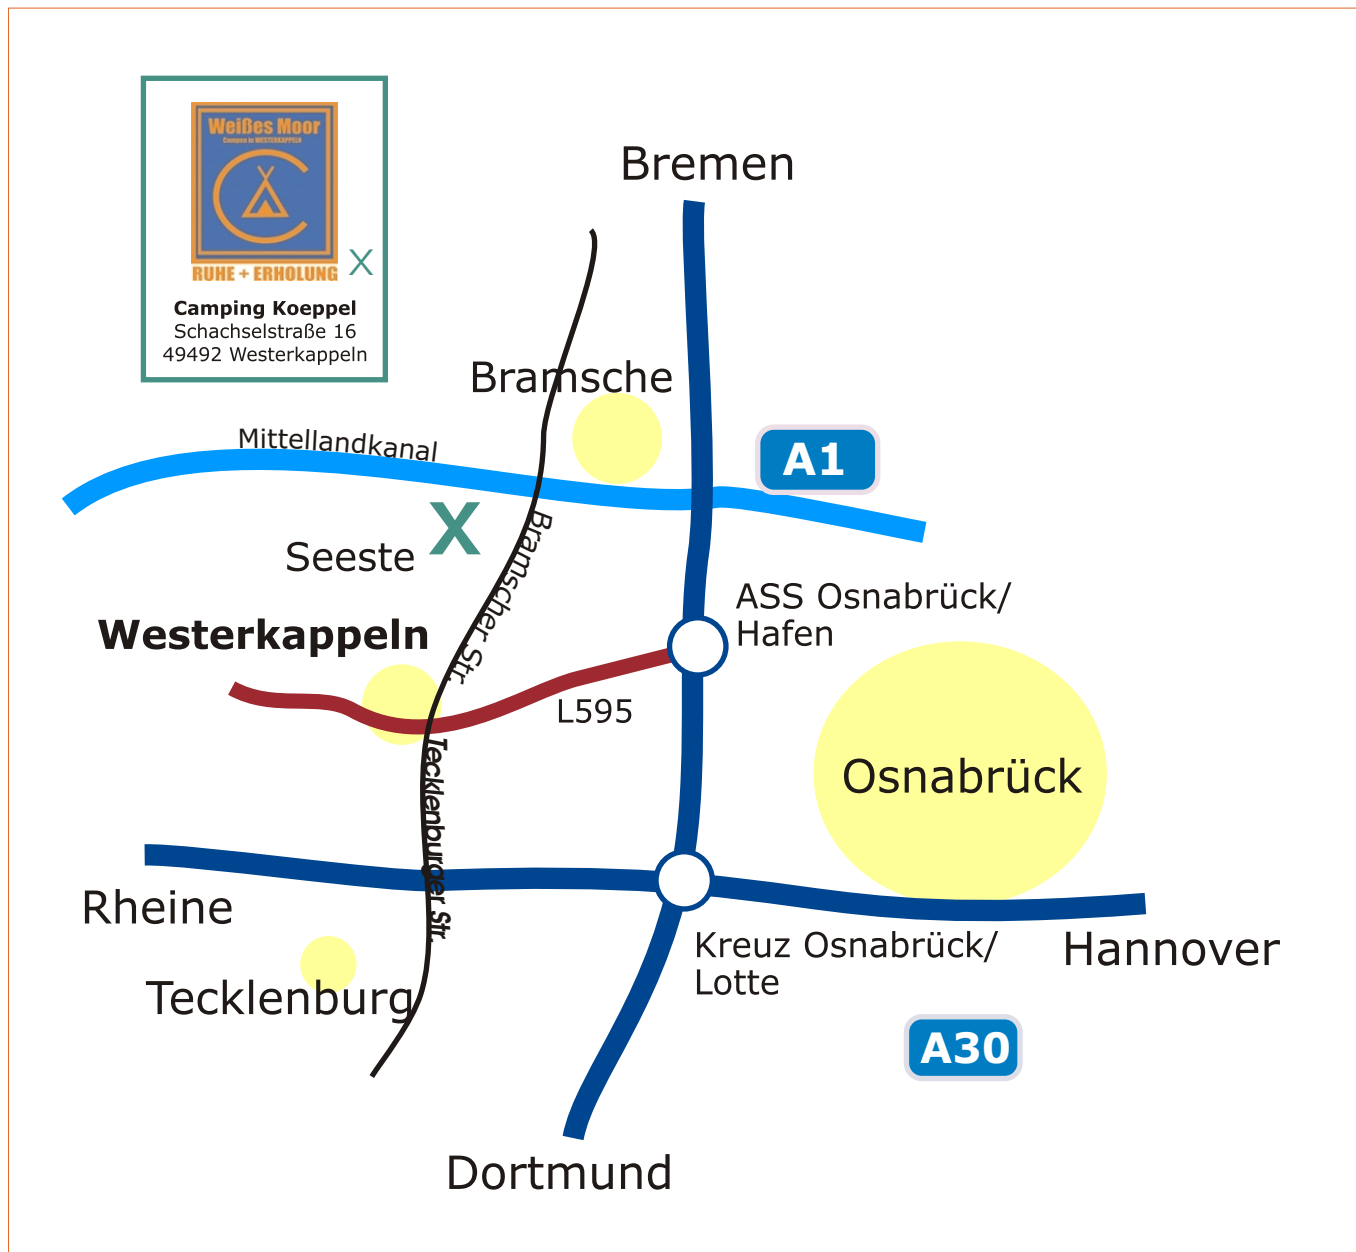 Weißes Moor
Campen in WESTERKAPPELN
RUHE + ERHOLUNG
X
Camping Koeppel
Schachselstraße 16
49492 Westerkappeln
Bremen
Bramsche
Mittellandkanal
A1
X
Seeste
Bramscher Str.
ASS Osnabrück/
Hafen
Westerkappeln
L595
Tecklenburger Str.
Osnabrück
Rheine
Kreuz Osnabrück/
Lotte
Hannover
Tecklenburg
A30
Dortmund